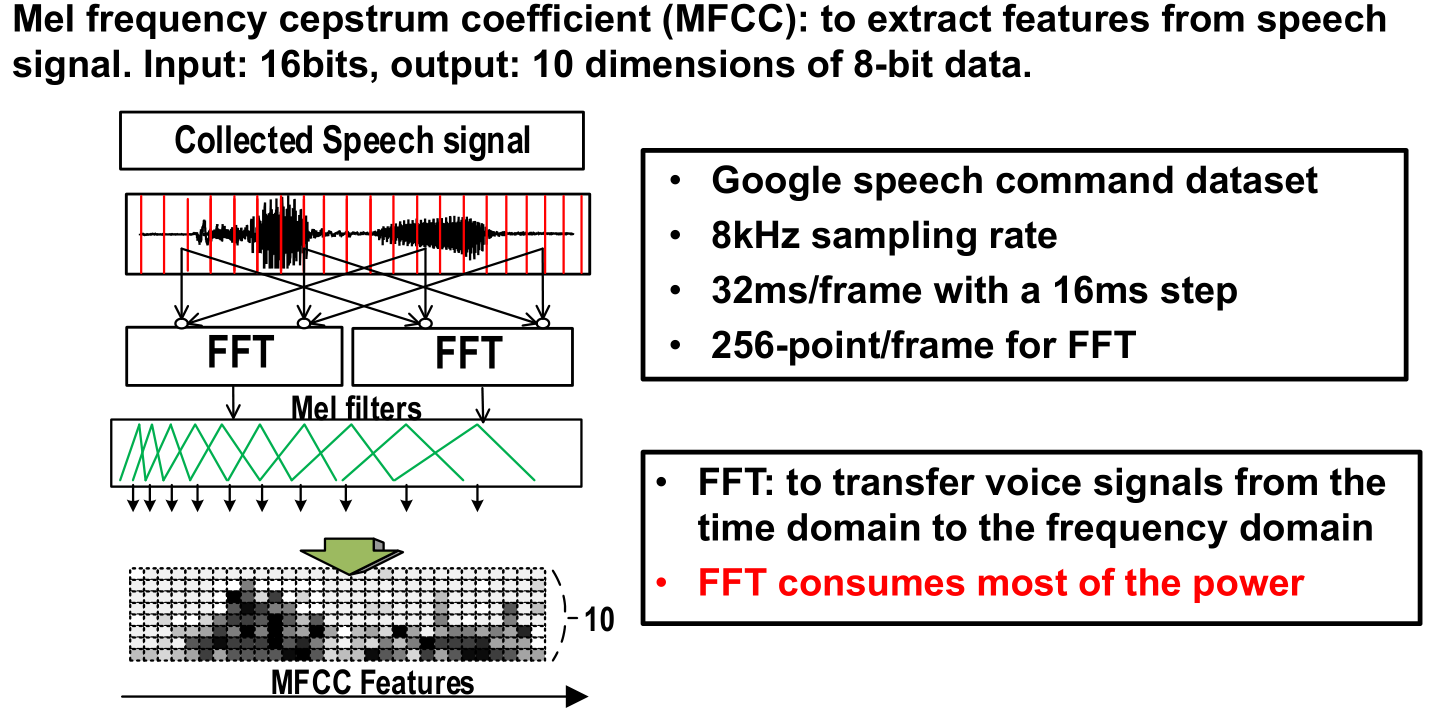 Mel frequency cepstrum coefficient (MFCC): to extract features from speech
signal. Input: 16bits, output: 10 dimensions of 8-bit data.
Collected Speech signal
FFT
FFT
Mel filters
10
MFCC Features
• Google speech command dataset
• 8kHz sampling rate
• 32ms/frame with a 16ms step
• 256-point/frame for FFT
• FFT: to transfer voice signals from the
time domain to the frequency domain
• FFT consumes most of the power